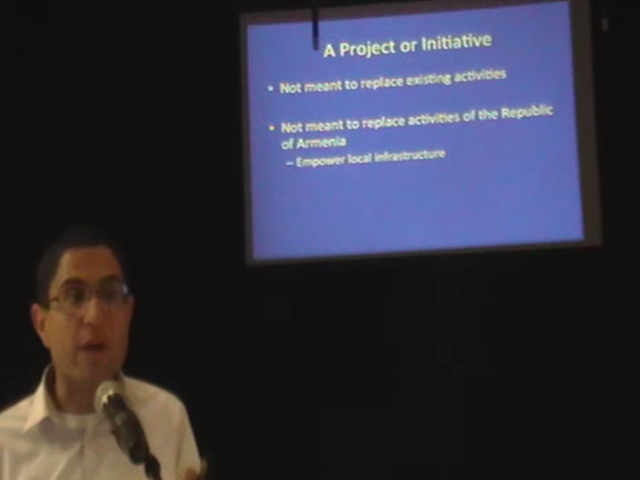 A Project or Initiative
• Not meant to replace existing activities
• Not meant to replace activities of the Republic
of Armenia
– Empower local infrastructure